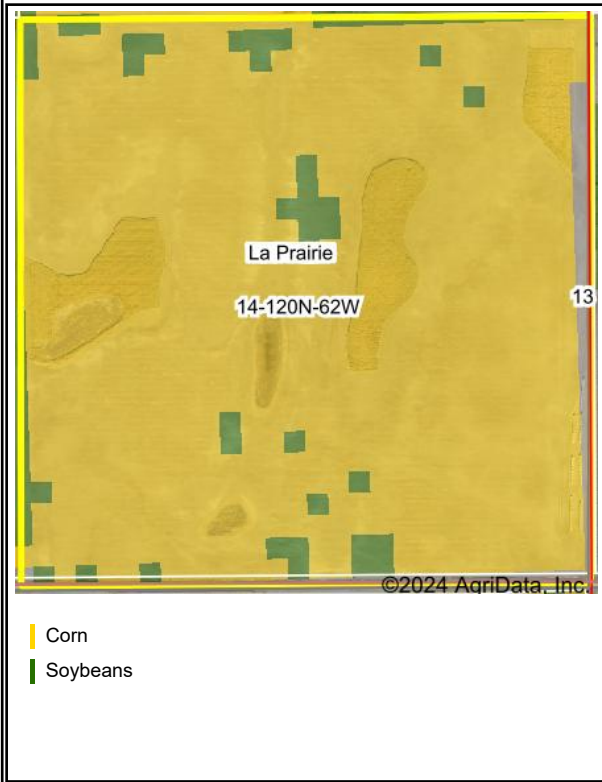 La Prairie
14-120N-62W
13
©2024 AgriData, Inc.
Corn
Soybeans